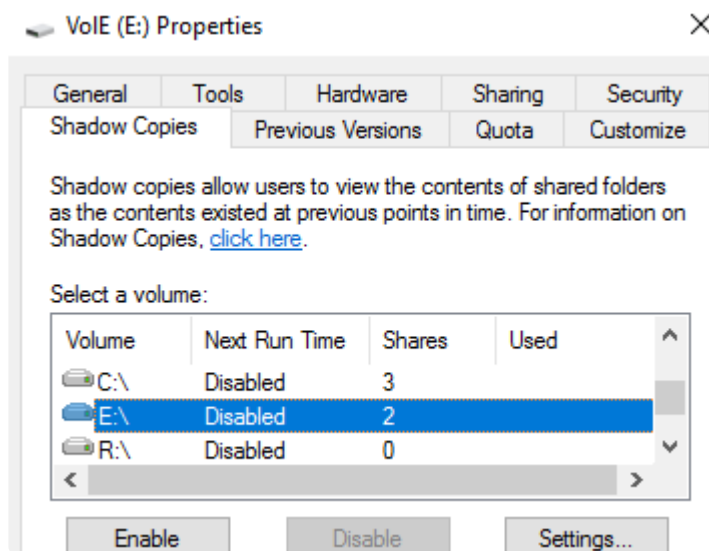 VolE (E:) Properties
General Tools Hardware Sharing Security
Shadow Copies Previous Versions Quota Customize
Shadow copies allow users to view the contents of shared folders
as the contents existed at previous points in time. For information on
Shadow Copies, click here.
Select a volume:
Volume Next Run Time Shares Used
C:\ Disabled 3
E:\ Disabled 2
R:\ Disabled 0
Enable Disable Settings...